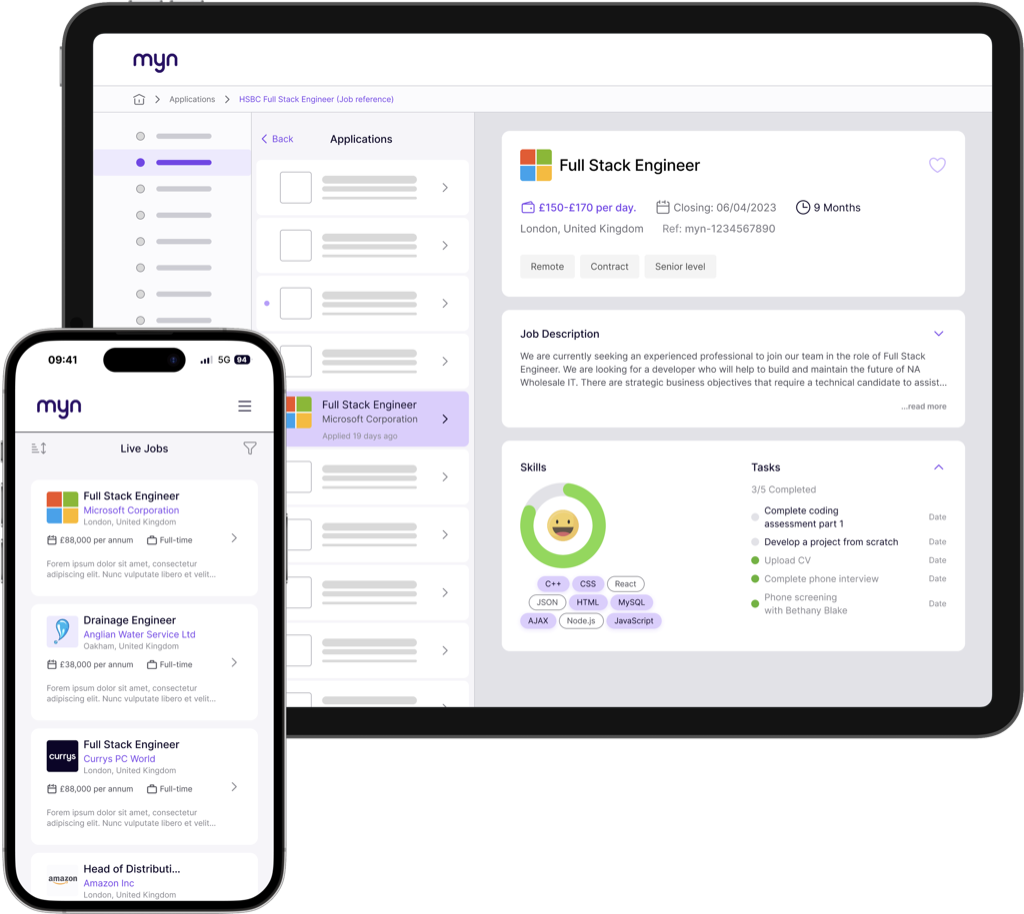 myn
Applications
HSBC Full Stack Engineer (Job reference)
Back
Applications
Full Stack Engineer
Microsoft Corporation
Applied 19 days ago
Full Stack Engineer
£150-£170 per day.
Closing: 06/04/2023
9 Months
London, United Kingdom
Ref: myn-1234567890
Remote
Contract
Senior level
Job Description
We are currently seeking an experienced professional to join our team in the role of Full Stack
Engineer. We are looking for a developer who will help to build and maintain the future of NA
Wholesale IT. There are strategic business objectives that require a technical candidate to assist...
...read more
Skills
C++
CSS
React
JSON
HTML
MySQL
AJAX
Node.js
JavaScript
Tasks
3/5 Completed
Complete coding
assessment part 1
Date
Develop a project from scratch
Date
Upload CV
Date
Complete phone interview
Date
Phone screening
with Bethany Blake
Date
09:41
5G
94
myn
Live Jobs
Full Stack Engineer
Microsoft Corporation
London, United Kingdom
£88,000 per annum
Full-time
Forem ipsum dolor sit amet, consectetur
adipiscing elit. Nunc vulputate libero et velit...
Drainage Engineer
Anglian Water Service Ltd
Oakham, United Kingdom
£38,000 per annum
Full-time
Forem ipsum dolor sit amet, consectetur
adipiscing elit. Nunc vulputate libero et velit...
currys
Full Stack Engineer
Currys PC World
London, United Kingdom
£88,000 per annum
Full-time
Forem ipsum dolor sit amet, consectetur
adipiscing elit. Nunc vulputate libero et velit...
amazon
Head of Distributi...
Amazon Inc
London, United Kingdom